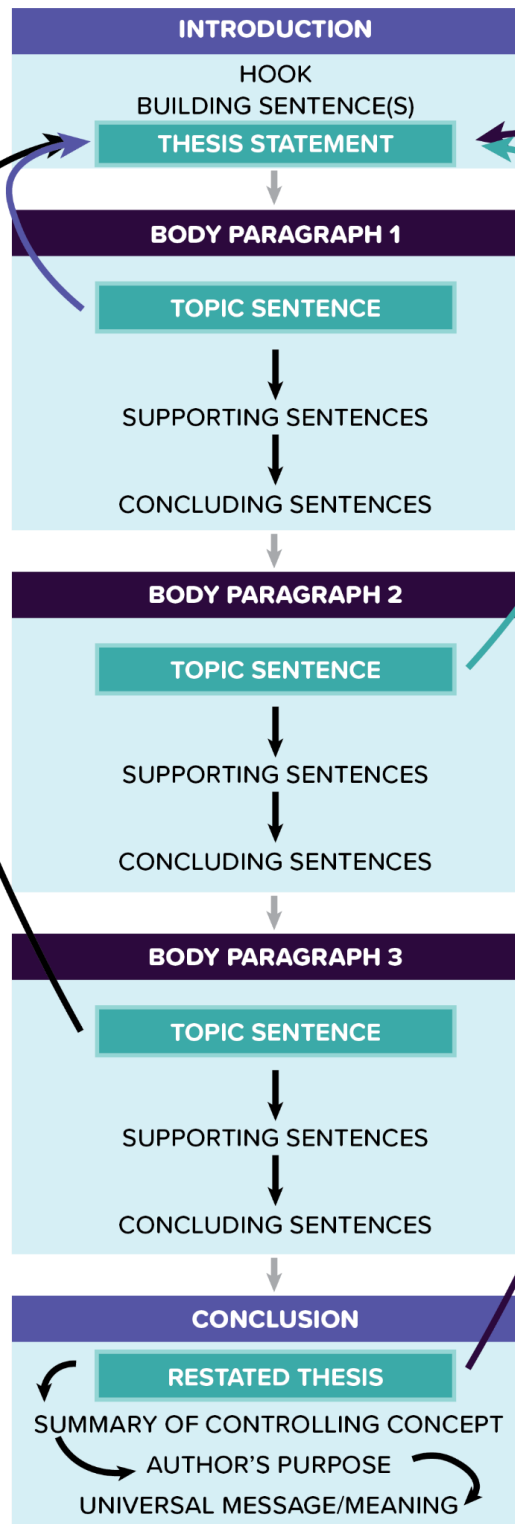 INTRODUCTION
HOOK
BUILDING SENTENCE(S)
THESIS STATEMENT
BODY PARAGRAPH 1
TOPIC SENTENCE
SUPPORTING SENTENCES
CONCLUDING SENTENCES
BODY PARAGRAPH 2
TOPIC SENTENCE
SUPPORTING SENTENCES
CONCLUDING SENTENCES
BODY PARAGRAPH 3
TOPIC SENTENCE
SUPPORTING SENTENCES
CONCLUDING SENTENCES
CONCLUSION
RESTATED THESIS
SUMMARY OF CONTROLLING CONCEPT
AUTHOR'S PURPOSE
UNIVERSAL MESSAGE/MEANING